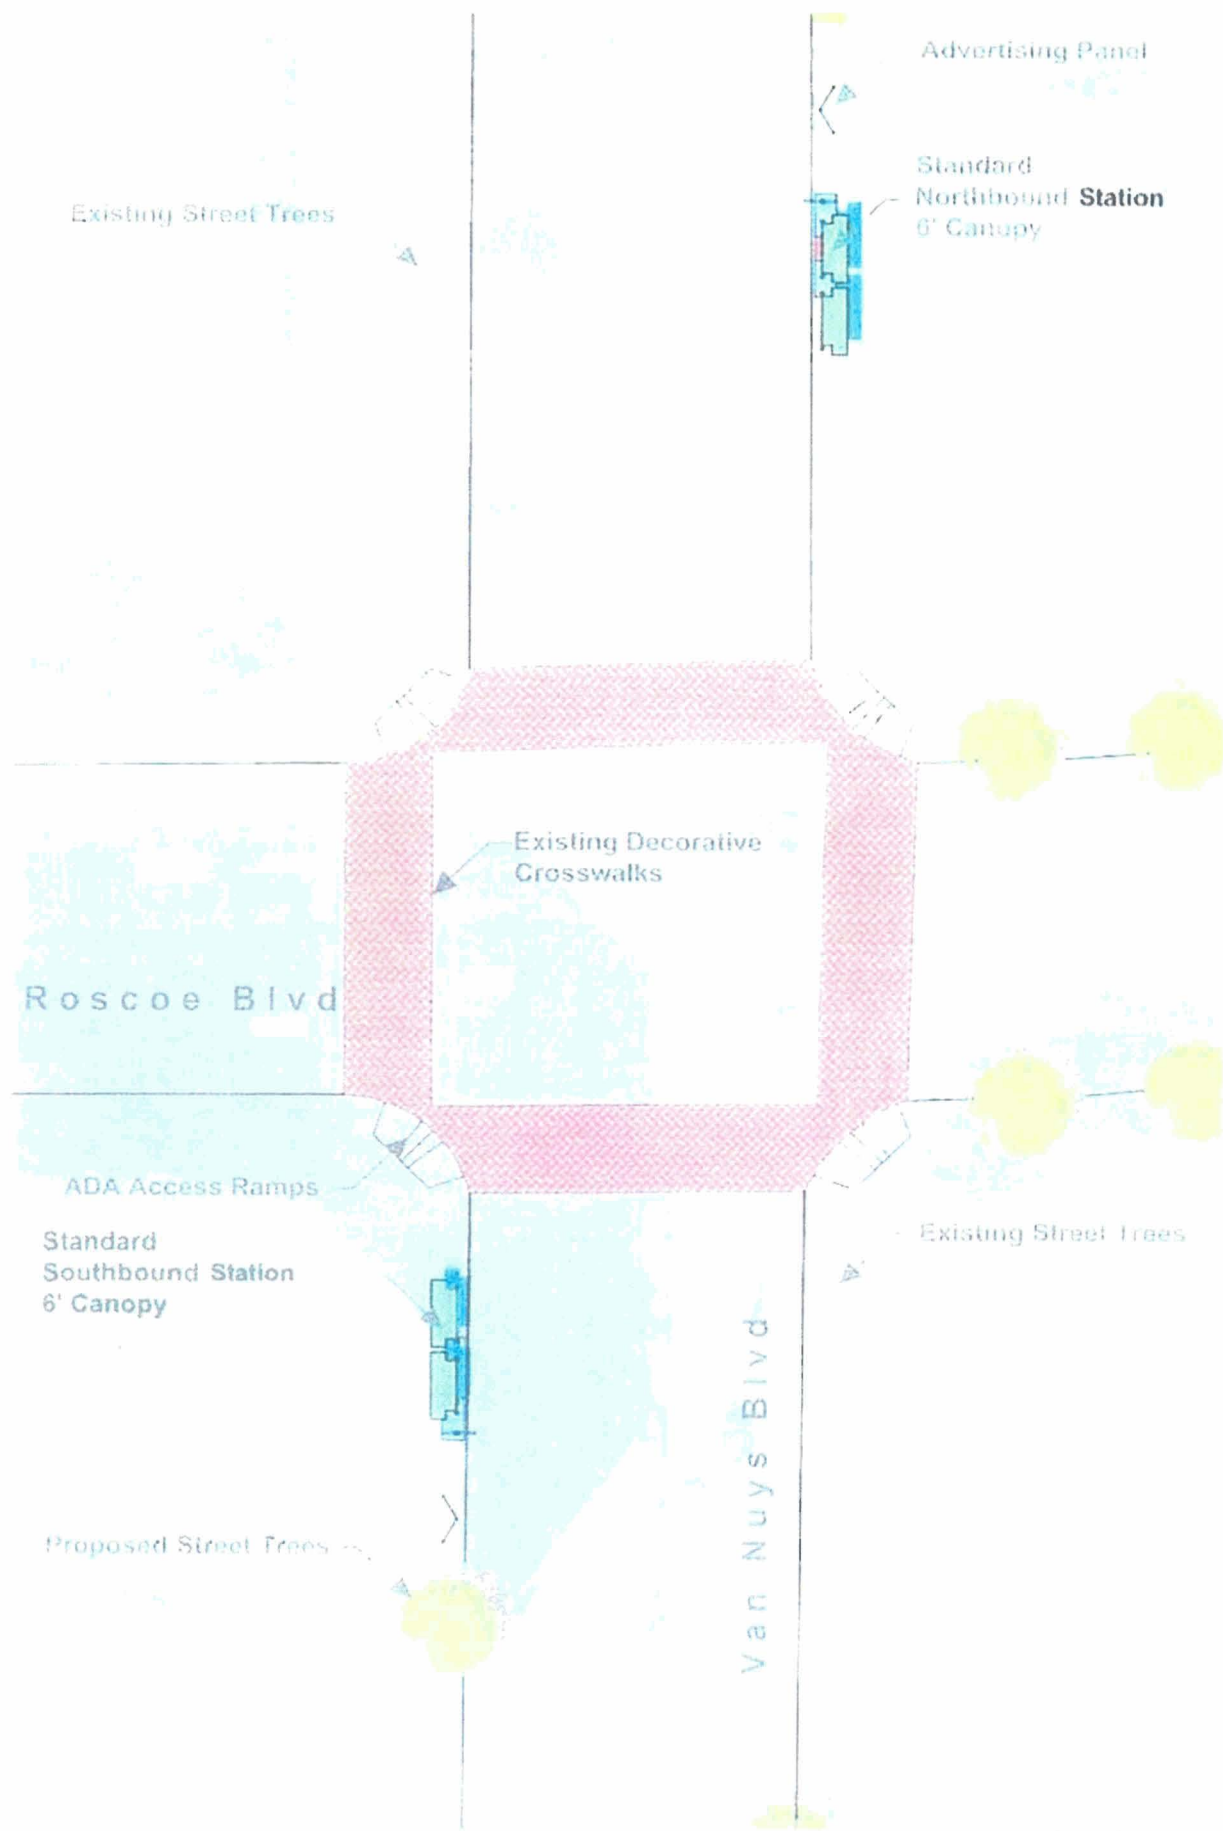 Advertising Panel
Standard
Northbound Station
6' Canupy
Existing Street Trees
Existing Decorative
Crosswalks
Roscoe Blvd
ADA Access Ramps
Standard
Southbound Station
6' Canopy
Existing Street Trees
Van Nuys Blvd
Proposed Street Trees